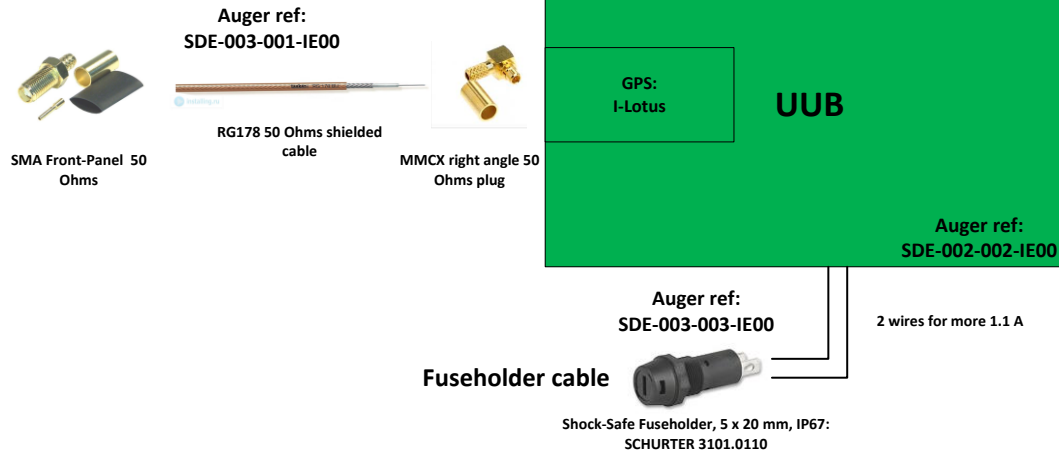 Auger ref:
SDE-003-001-IE00
RG178 50 Ohms shielded
cable
SMA Front-Panel 50
Ohms
MMCX right angle 50
Ohms plug
GPS:
I-Lotus
UUB
Auger ref:
SDE-002-002-IE00
Auger ref:
SDE-003-003-IE00
2 wires for more 1.1 A
Fuseholder cable
Shock-Safe Fuseholder, 5 x 20 mm, IP67:
SCHURTER 3101.0110